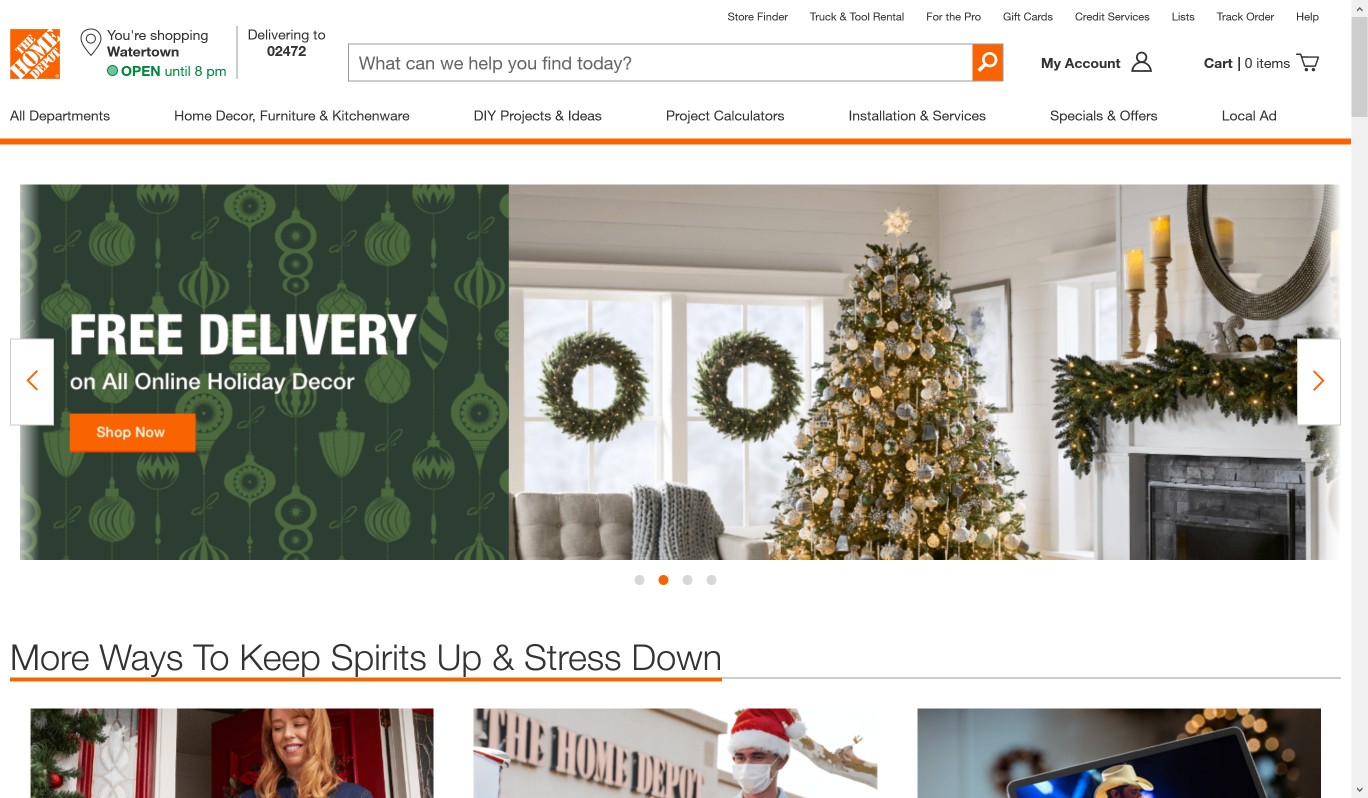 Store Finder
Truck & Tool Rental
For the Pro
Gift Cards
Credit Services
Lists
Track Order
Help
THE
HOME
DEPOT
You're shopping
Watertown
OPEN until 8 pm
Delivering to
02472
What can we help you find today?
My Account
Cart | 0 items
All Departments
Home Decor, Furniture & Kitchenware
DIY Projects & Ideas
Project Calculators
Installation & Services
Specials & Offers
Local Ad
FREE DELIVERY
on All Online Holiday Decor
Shop Now
More Ways To Keep Spirits Up & Stress Down
THE HOME DEPOT